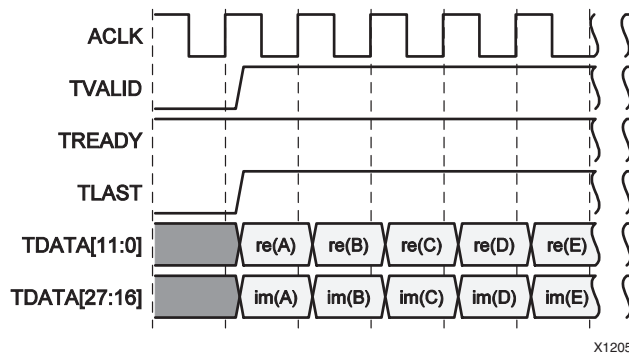 ACLK
TVALID
TREADY
TLAST
TDATA[11:0] re(A) re(B) re(C) re(D) re(E)
TDATA[27:16] im(A) im(B) im(C) im(D) im(E)
X1205